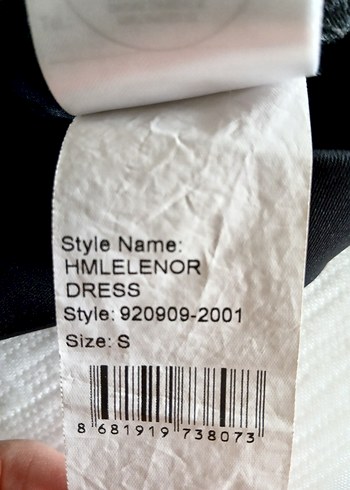 Style Name:
HMLELENOR
DRESS
Style: 920909-2001
Size: S
8 681919 738073